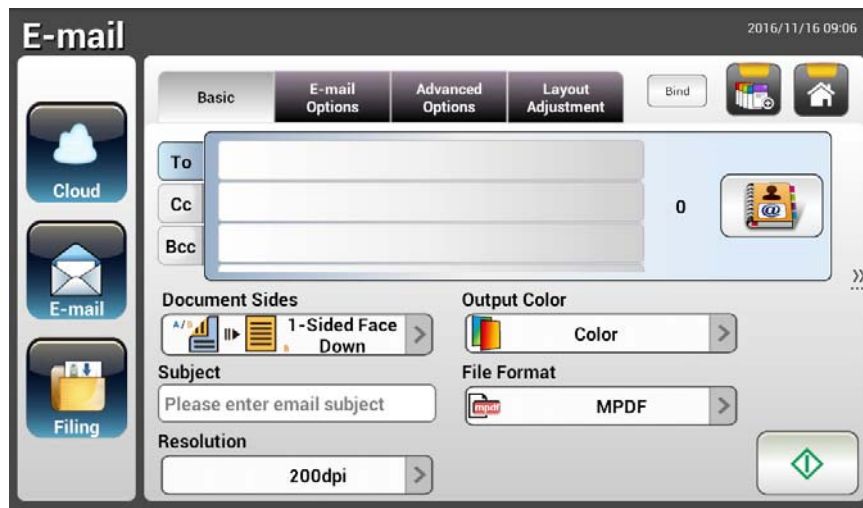 E-mail
2016/11/16 09:06
Basic
E-mail
Options
Advanced
Options
Layout
Adjustment
Bind
Cloud
E-mail
Filing
To
Cc
Bcc
0
@
Document Sides
A/B
1-Sided Face
Down
B
Output Color
Color
Subject
Please enter email subject
File Format
mpdf
MPDF
Resolution
200dpi